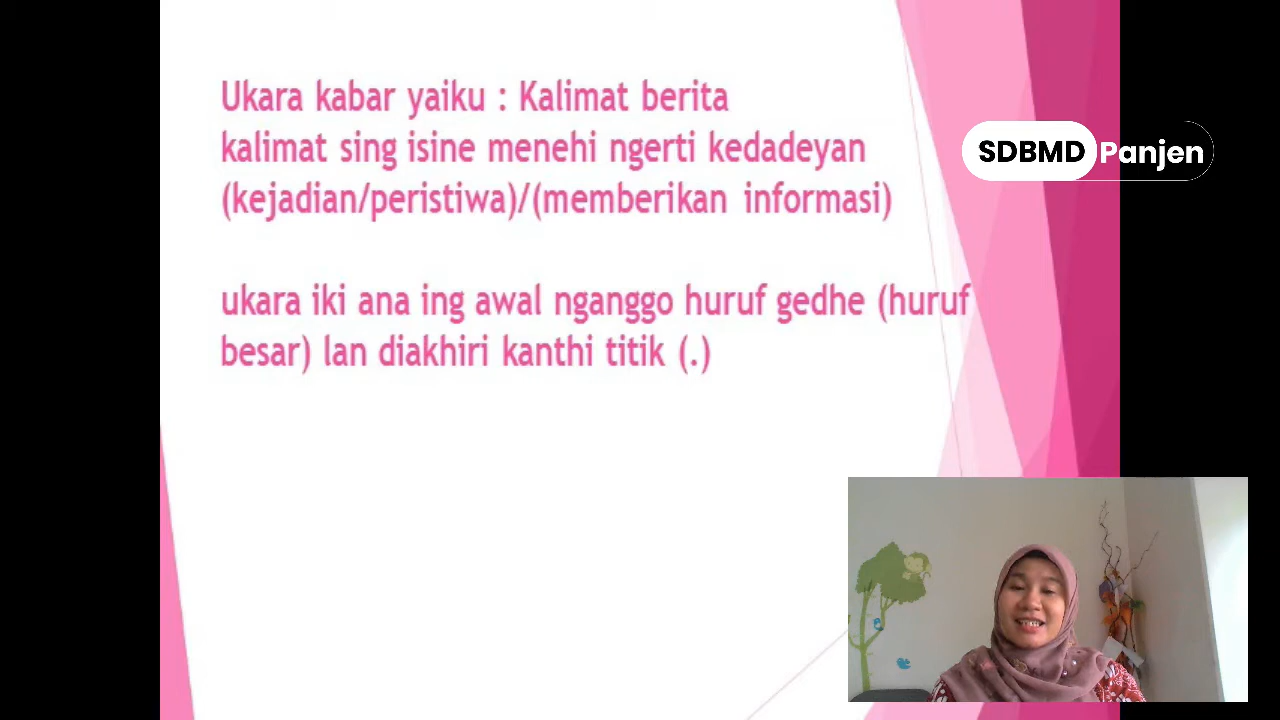 Ukara kabar yaiku : Kalimat berita
kalimat sing isine menehi ngerti kedadeyan
(kejadian/peristiwa)/(memberikan informasi)
ukara iki ana ing awal nganggo huruf gedhe (huruf
besar) lan diakhiri kanthi titik (.)
SDBMD Panjen